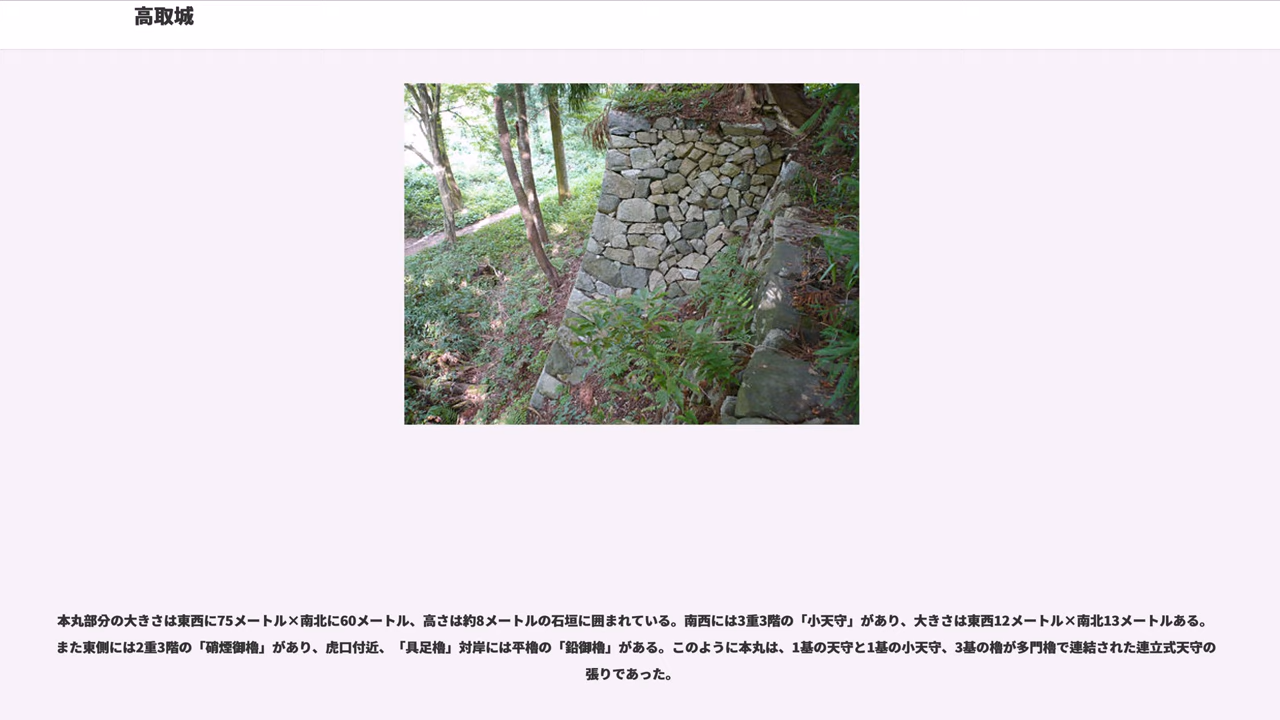 高取城
本丸部分の大きさは東西に75メートル×南北に60メートル、高さは約8メートルの石垣に囲まれている。南西には3重3階の「小天守」があり、大きさは東西12メートル×南北13メートルある。
また東側には2重3階の「硝煙御櫓」があり、虎口付近、「具足櫓」対岸には平櫓の「鉛御櫓」がある。このように本丸は、1基の天守と1基の小天守、3基の櫓が多門櫓で連結された連立式天守の
張りであった。